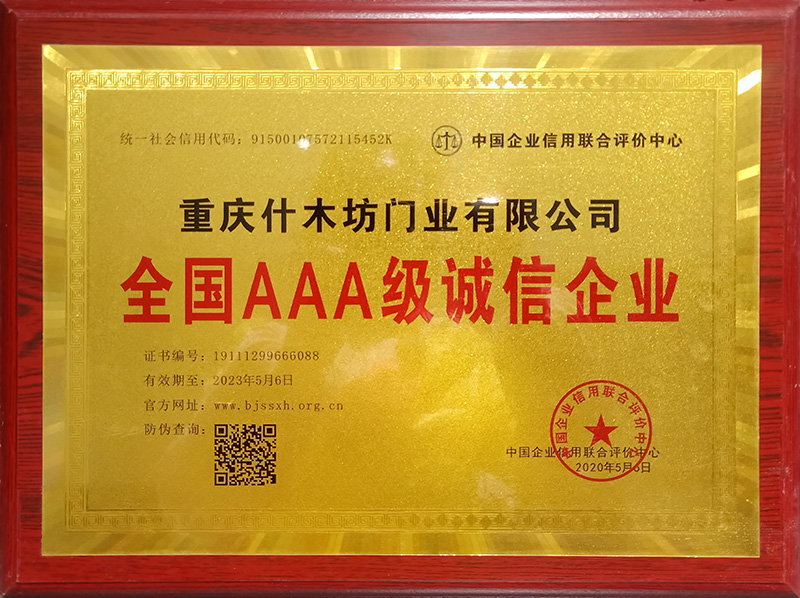 统一社会信用代码：91500107572115452K
中国企业信用联合评价中心
重庆什木坊门业有限公司
全国AAA级诚信企业
证书编号：19111299666088
有效期至：2023年5月6日
官方网址：www.bjssxh.org.cn
防伪查询：
中国企业信用联合评价中心
中国企业信用联合评价中心
2020年5月6日